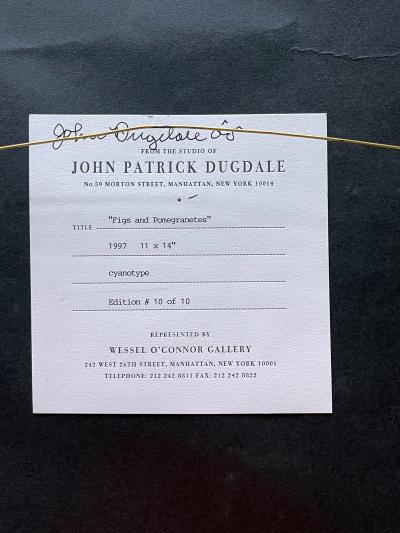 John Dugdale
FROM THE STUDIO OF
JOHN PATRICK DUGDALE
No 59 MORTON STREET, MANHATTAN, NEW YORK 10014
TITLE "Figs and Pomegranetes"
1997 11 x 14"
cyanotype
Edition # 10 of 10
REPRESENTED BY
WESSEL O'CONNOR GALLERY
242 WEST 26TH STREET, MANHATTAN, NEW YORK 10001
TELEPHONE: 212 242 8811 FAX: 212 242 8822